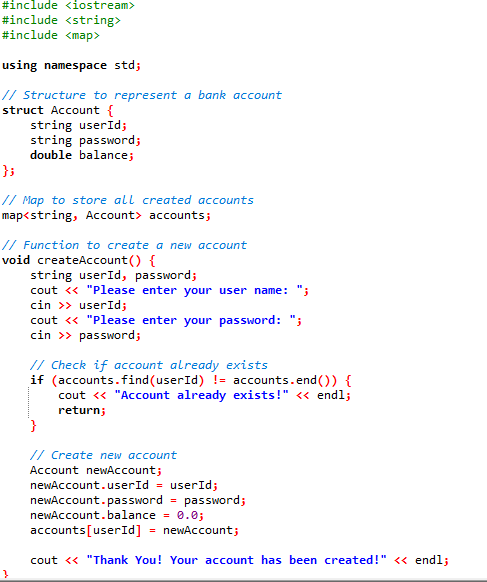 #include <iostream>
#include <string>
#include <map>
using namespace std;
// Structure to represent a bank account
struct Account {
    string userId;
    string password;
    double balance;
};
// Map to store all created accounts
map<string, Account> accounts;
// Function to create a new account
void createAccount() {
    string userId, password;
    cout << "Please enter your user name: ";
    cin >> userId;
    cout << "Please enter your password: ";
    cin >> password;
    // Check if account already exists
    if (accounts.find(userId) != accounts.end()) {
        cout << "Account already exists!" << endl;
        return;
    }
    // Create new account
    Account newAccount;
    newAccount.userId = userId;
    newAccount.password = password;
    newAccount.balance = 0.0;
    accounts[userId] = newAccount;
    cout << "Thank You! Your account has been created!" << endl;
}